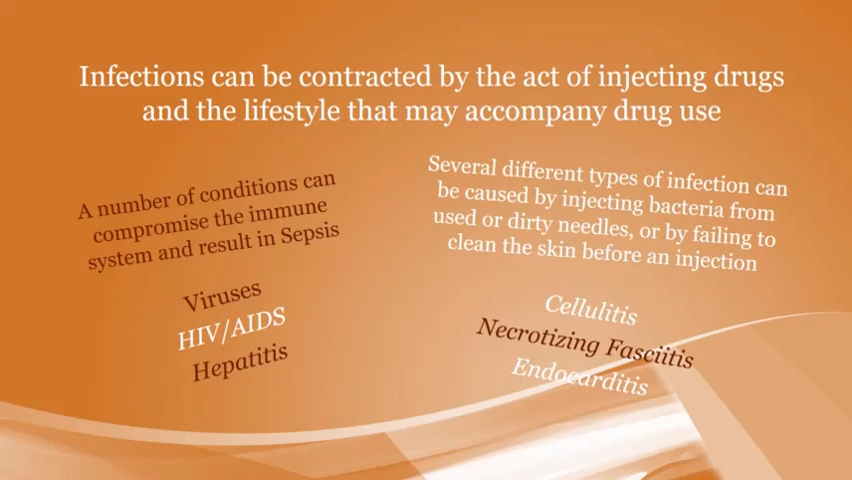 Infections can be contracted by the act of injecting drugs
and the lifestyle that may accompany drug use
A number of conditions can
compromise the immune
system and result in Sepsis
Viruses
HIV/AIDS
Hepatitis
Several different types of infection can
be caused by injecting bacteria from
used or dirty needles, or by failing to
clean the skin before an injection
Cellulitis
Necrotizing Fasciitis
Endocarditis